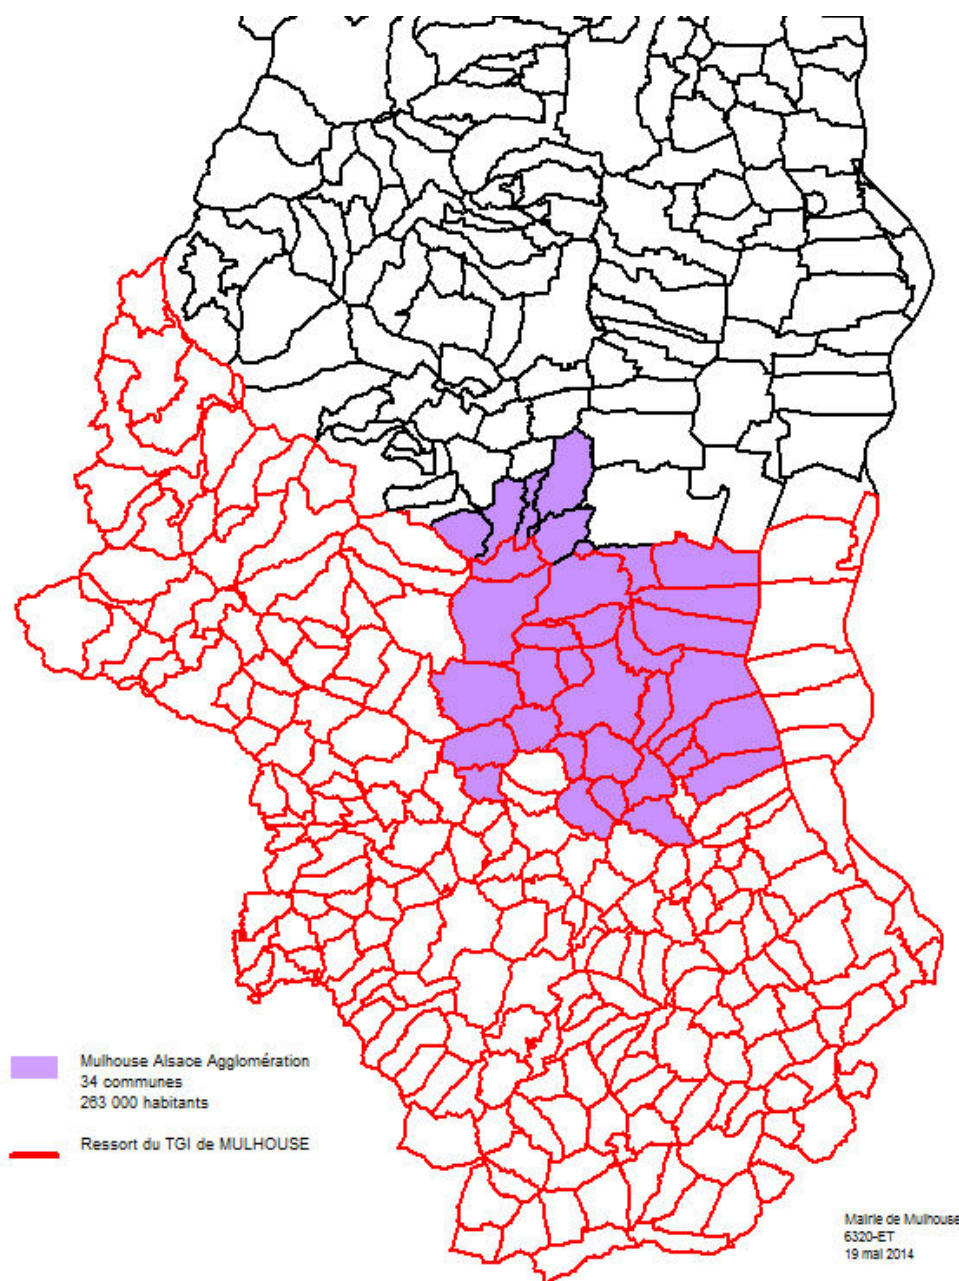 Mulhouse Alsace Agglomération
34 communes
263 000 habitants
Ressort du TGI de MULHOUSE
Mairie de Mulhouse
6320-ET
19 mai 2014